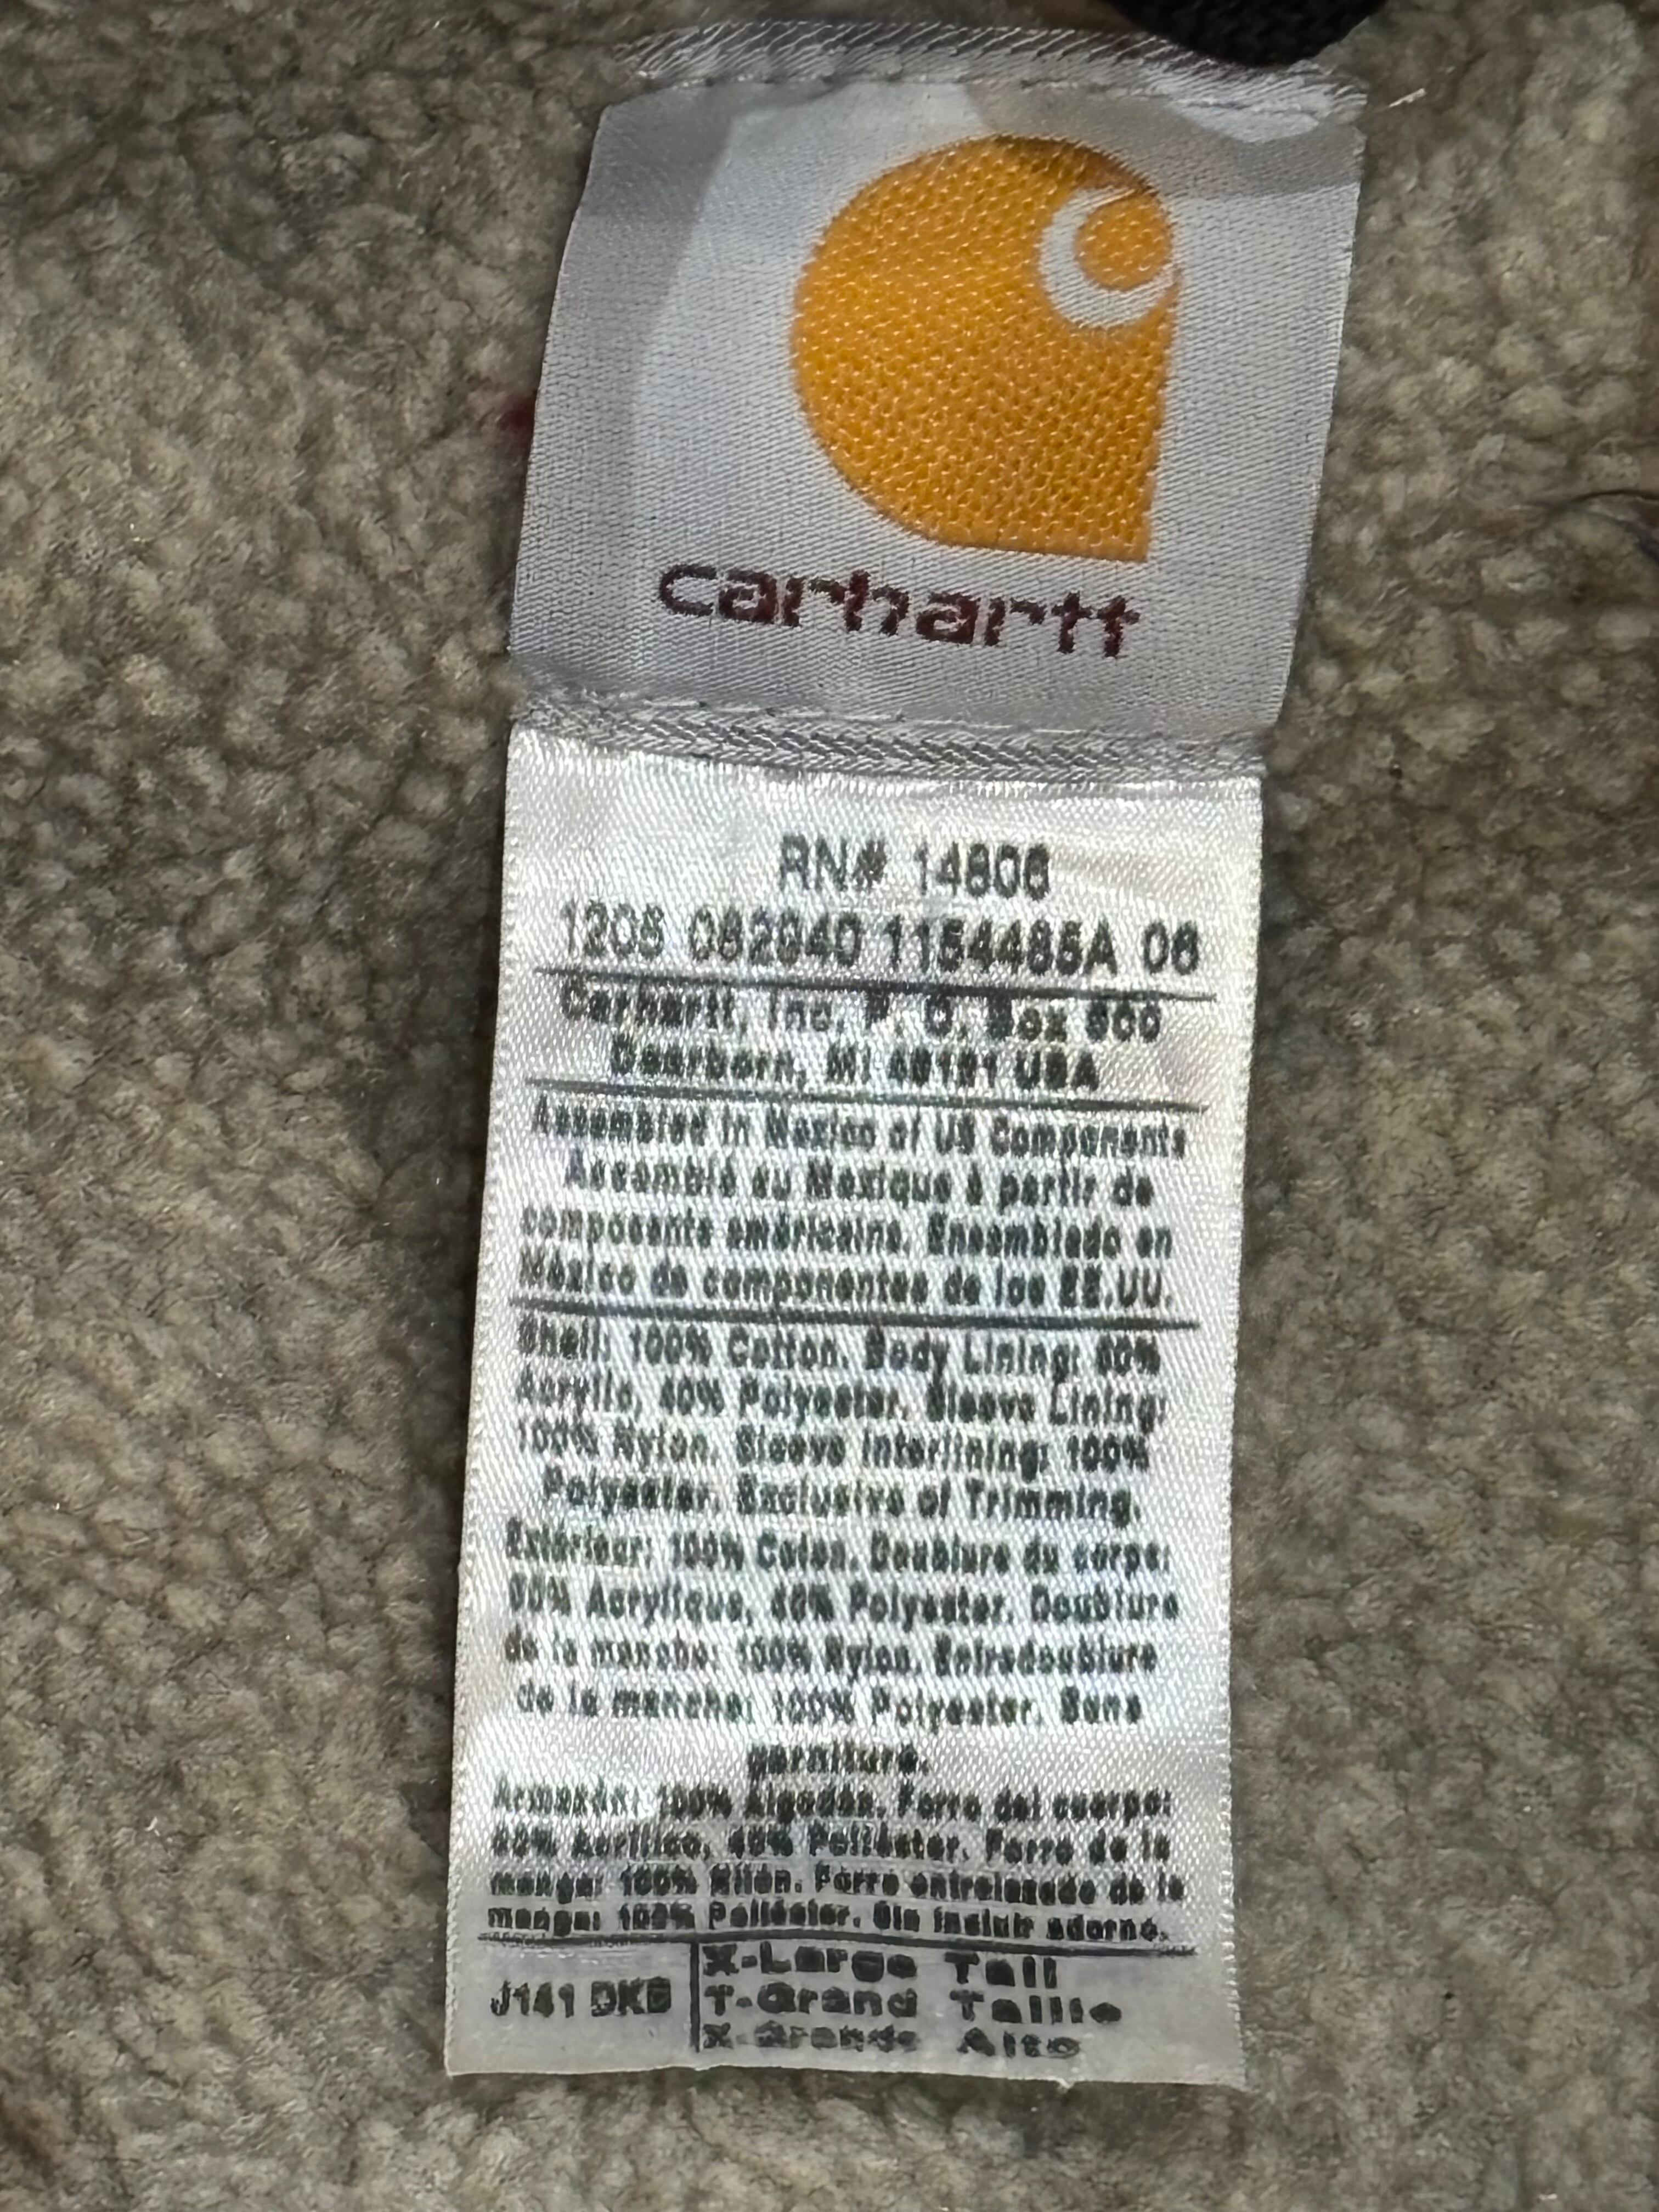 carhartt
RN# 14806
1208 082940 1154485A 06
Carhartt, Inc. P. O. Box 600
Dearborn, MI 48121 USA
Assembled in Mexico of US Components
Assemblé au Mexique à partir de
composants américains. Ensamblado en
México de componentes de los EE.UU.
Shell: 100% Cotton. Body Lining: 60%
Acrylic, 40% Polyester. Sleeve Lining:
100% Nylon. Sleeve Interlining: 100%
Polyester. Exclusive of Trimming.
Extérieur: 100% Coton. Doublure du corps:
60% Acrylique, 40% Polyester. Doublure
de la manche: 100% Nylon. Entredoublure
de la manche: 100% Polyester. Sans
garniture.
Armazón: 100% Algodón. Forro del cuerpo:
60% Acrílico, 40% Poliéster. Forro de la
manga: 100% Nilón. Forro entrelazado de la
manga: 100% Poliéster. Sin incluir adorno.
J141 DKB
X-Large Tall
T-Grand Taille
X-Grande Alto